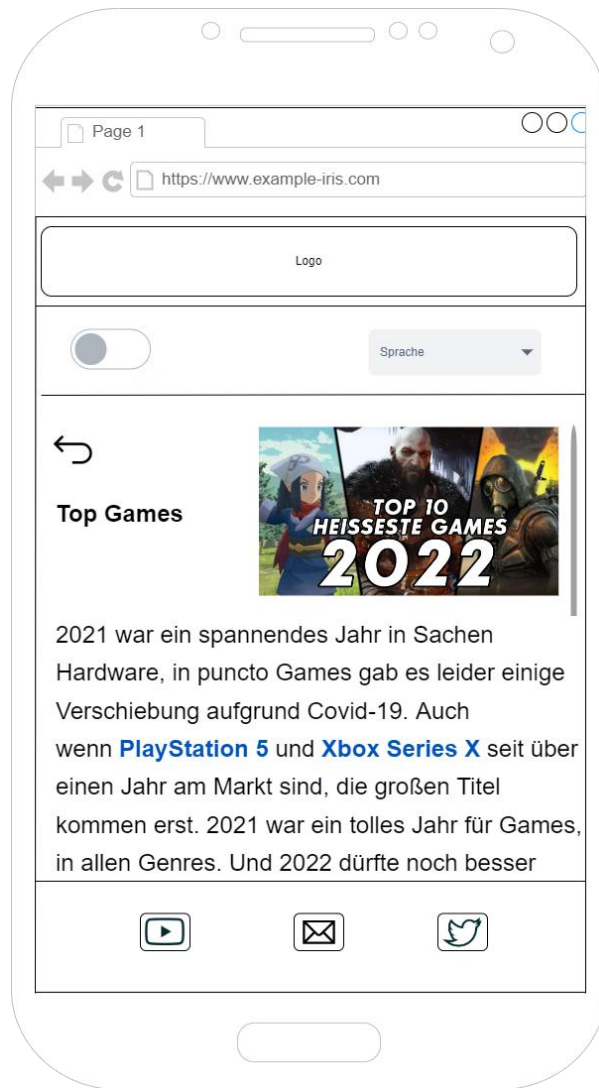 Page 1
https://www.example-iris.com
Logo
Sprache
Top Games
TOP 10
HEISSESTE GAMES
2022
2021 war ein spannendes Jahr in Sachen
Hardware, in puncto Games gab es leider einige
Verschiebung aufgrund Covid-19. Auch
wenn PlayStation 5 und Xbox Series X seit über
einen Jahr am Markt sind, die großen Titel
kommen erst. 2021 war ein tolles Jahr für Games,
in allen Genres. Und 2022 dürfte noch besser